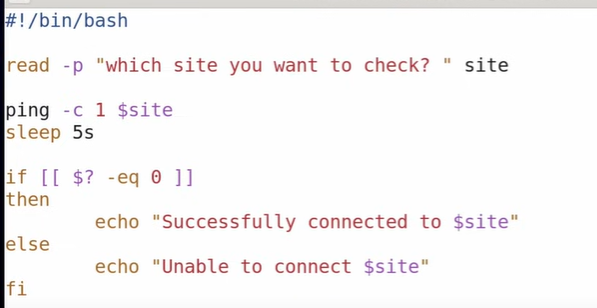 #!/bin/bash
read -p "which site you want to check? " site
ping -c 1 $site
sleep 5s
if [[ $? -eq 0 ]]
then
echo "Successfully connected to $site"
else
echo "Unable to connect $site"
fi